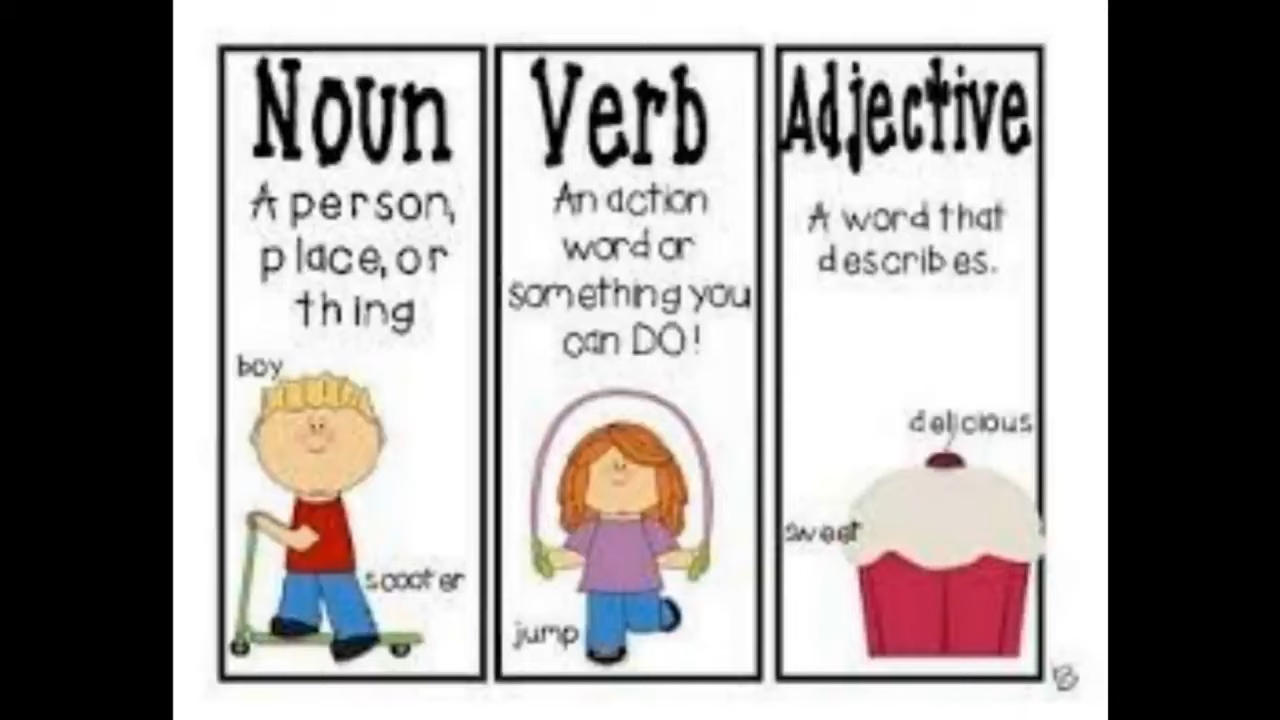 Noun
A person,
place, or
thing
boy
scooter
Verb
An action
word or
something you
can DO!
jump
Adjective
A word that
describes.
delicious
sweet